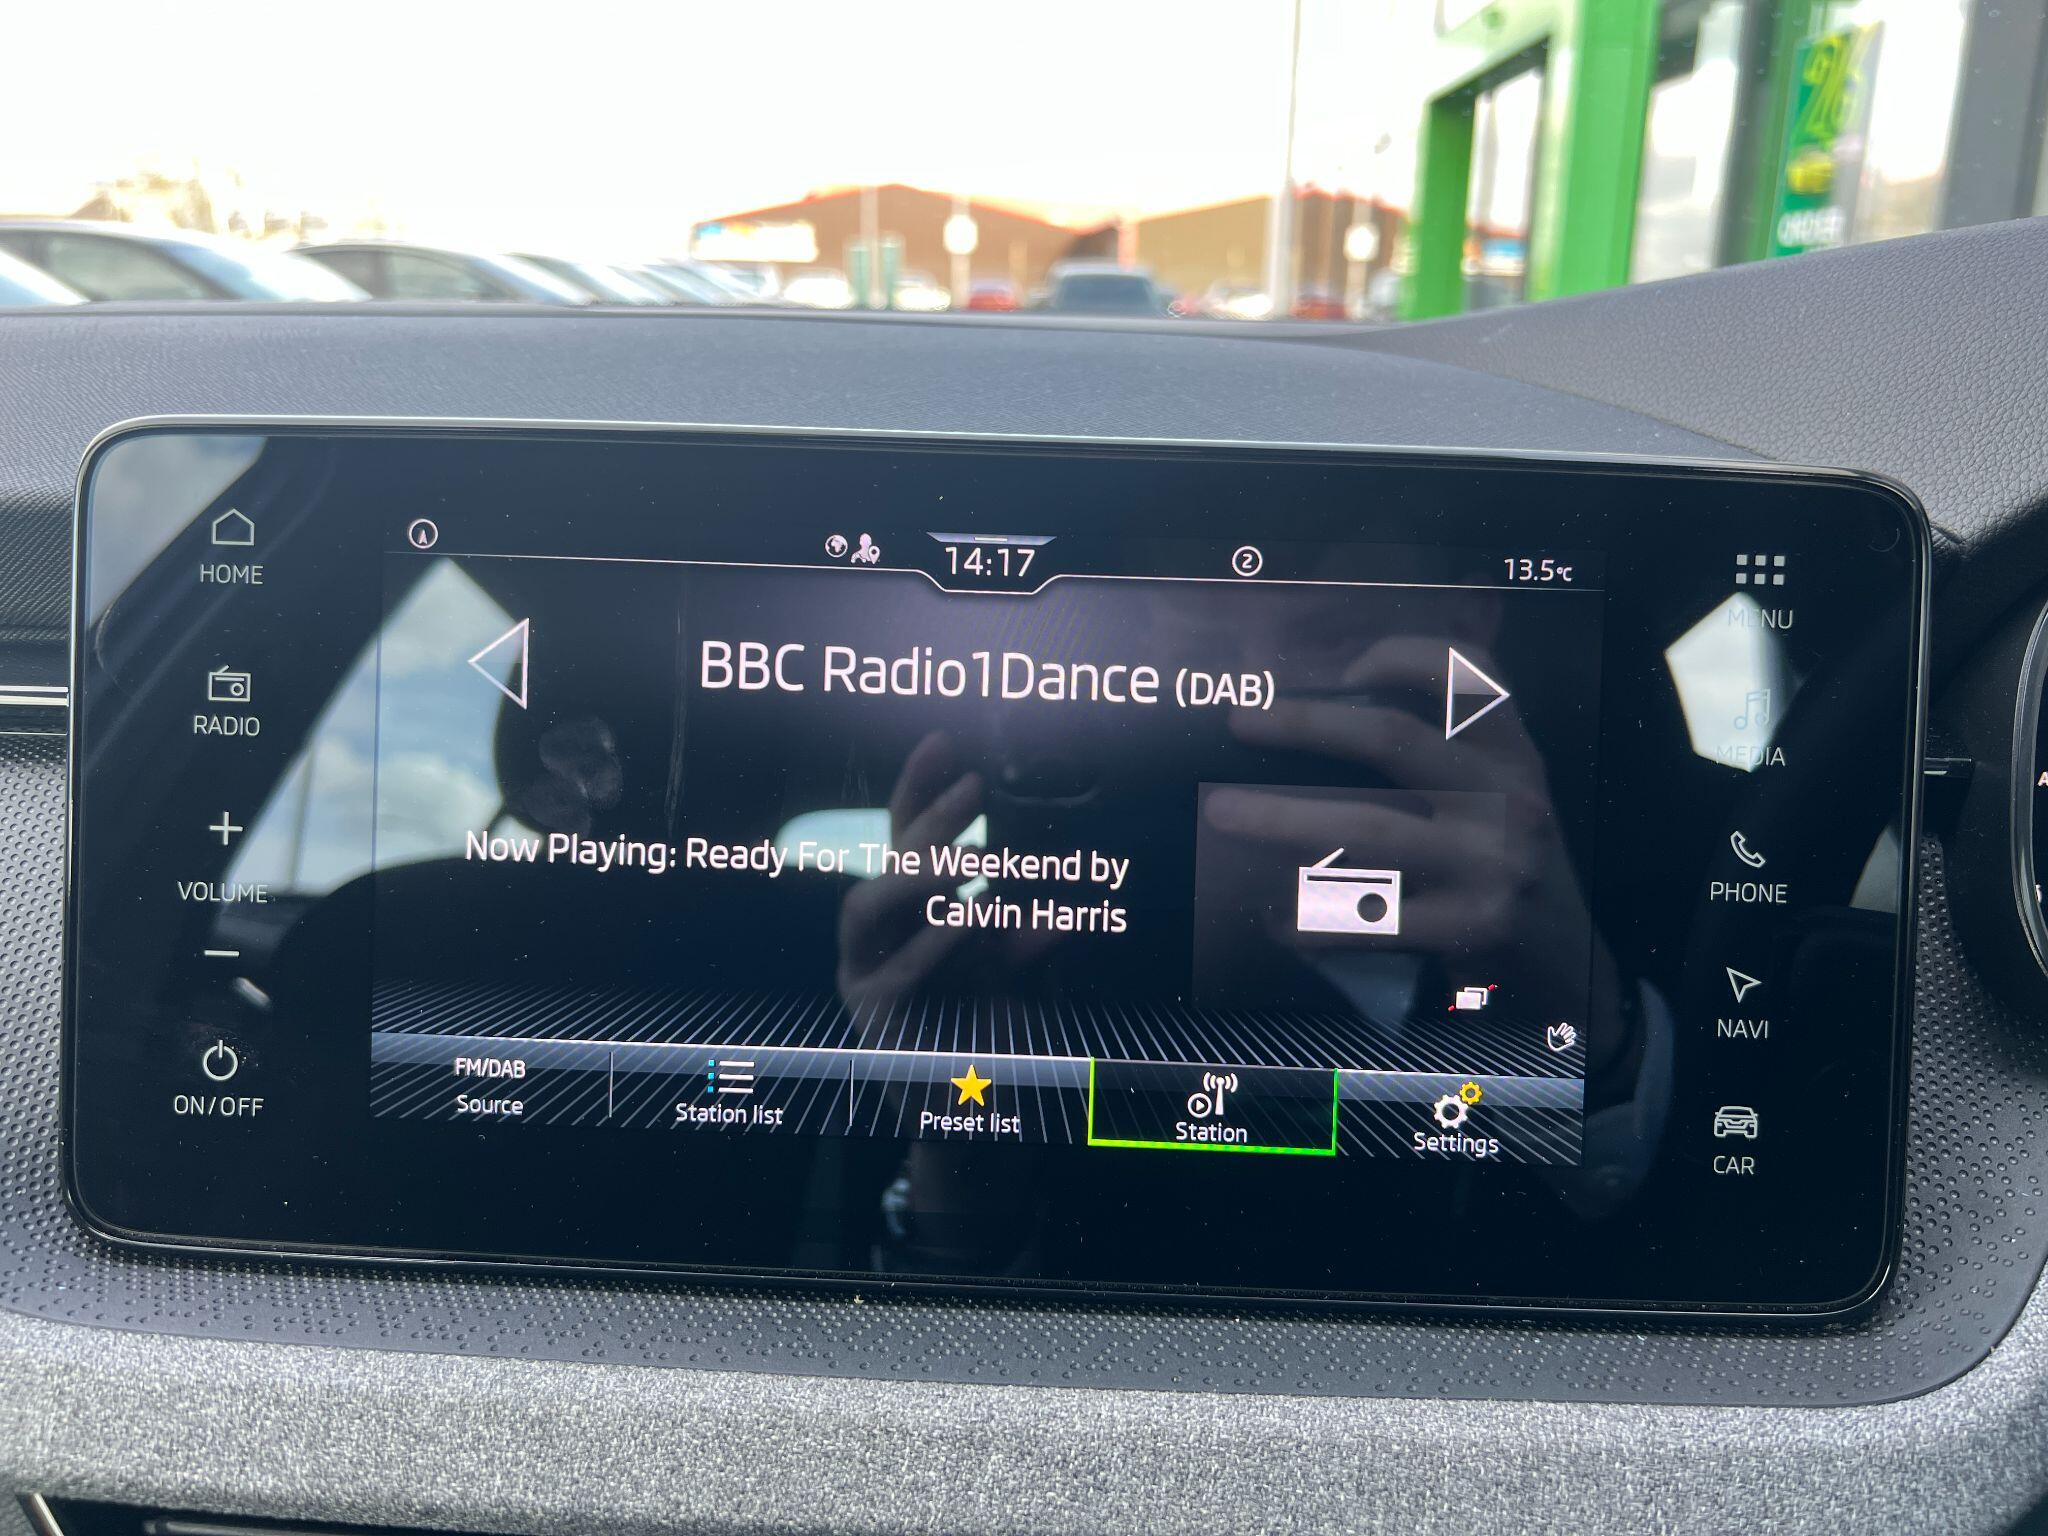 14:17
2
13.5°C
HOME
MENU
BBC Radio1Dance (DAB)
RADIO
MEDIA
VOLUME
Now Playing: Ready For The Weekend by
Calvin Harris
PHONE
NAVI
ON/OFF
FM/DAB
Source
Station list
Preset list
Station
Settings
CAR